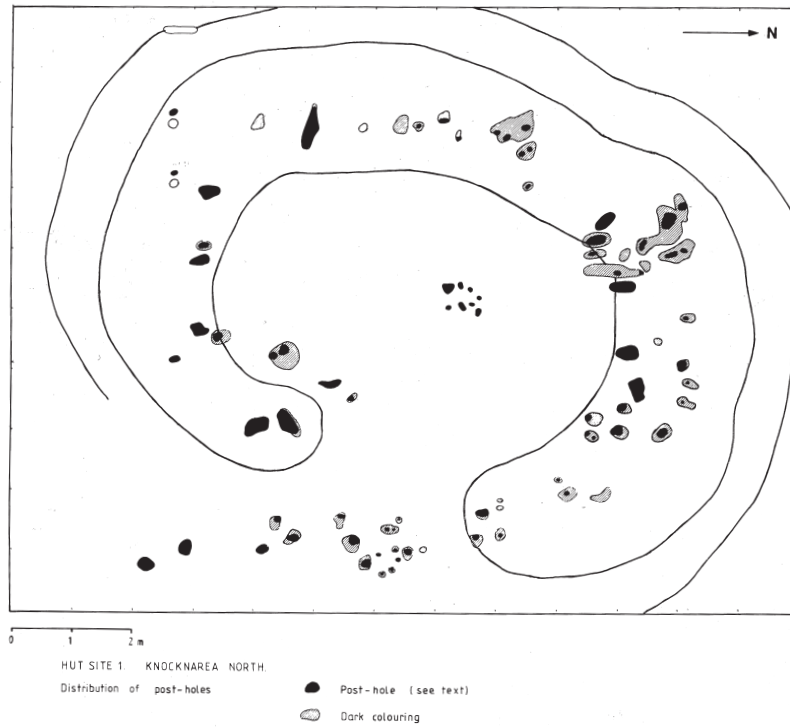 N
0 1 2 m
HUT SITE 1. KNOCKNAREA NORTH.
Distribution of post-holes
Post-hole (see text)
Dark colouring